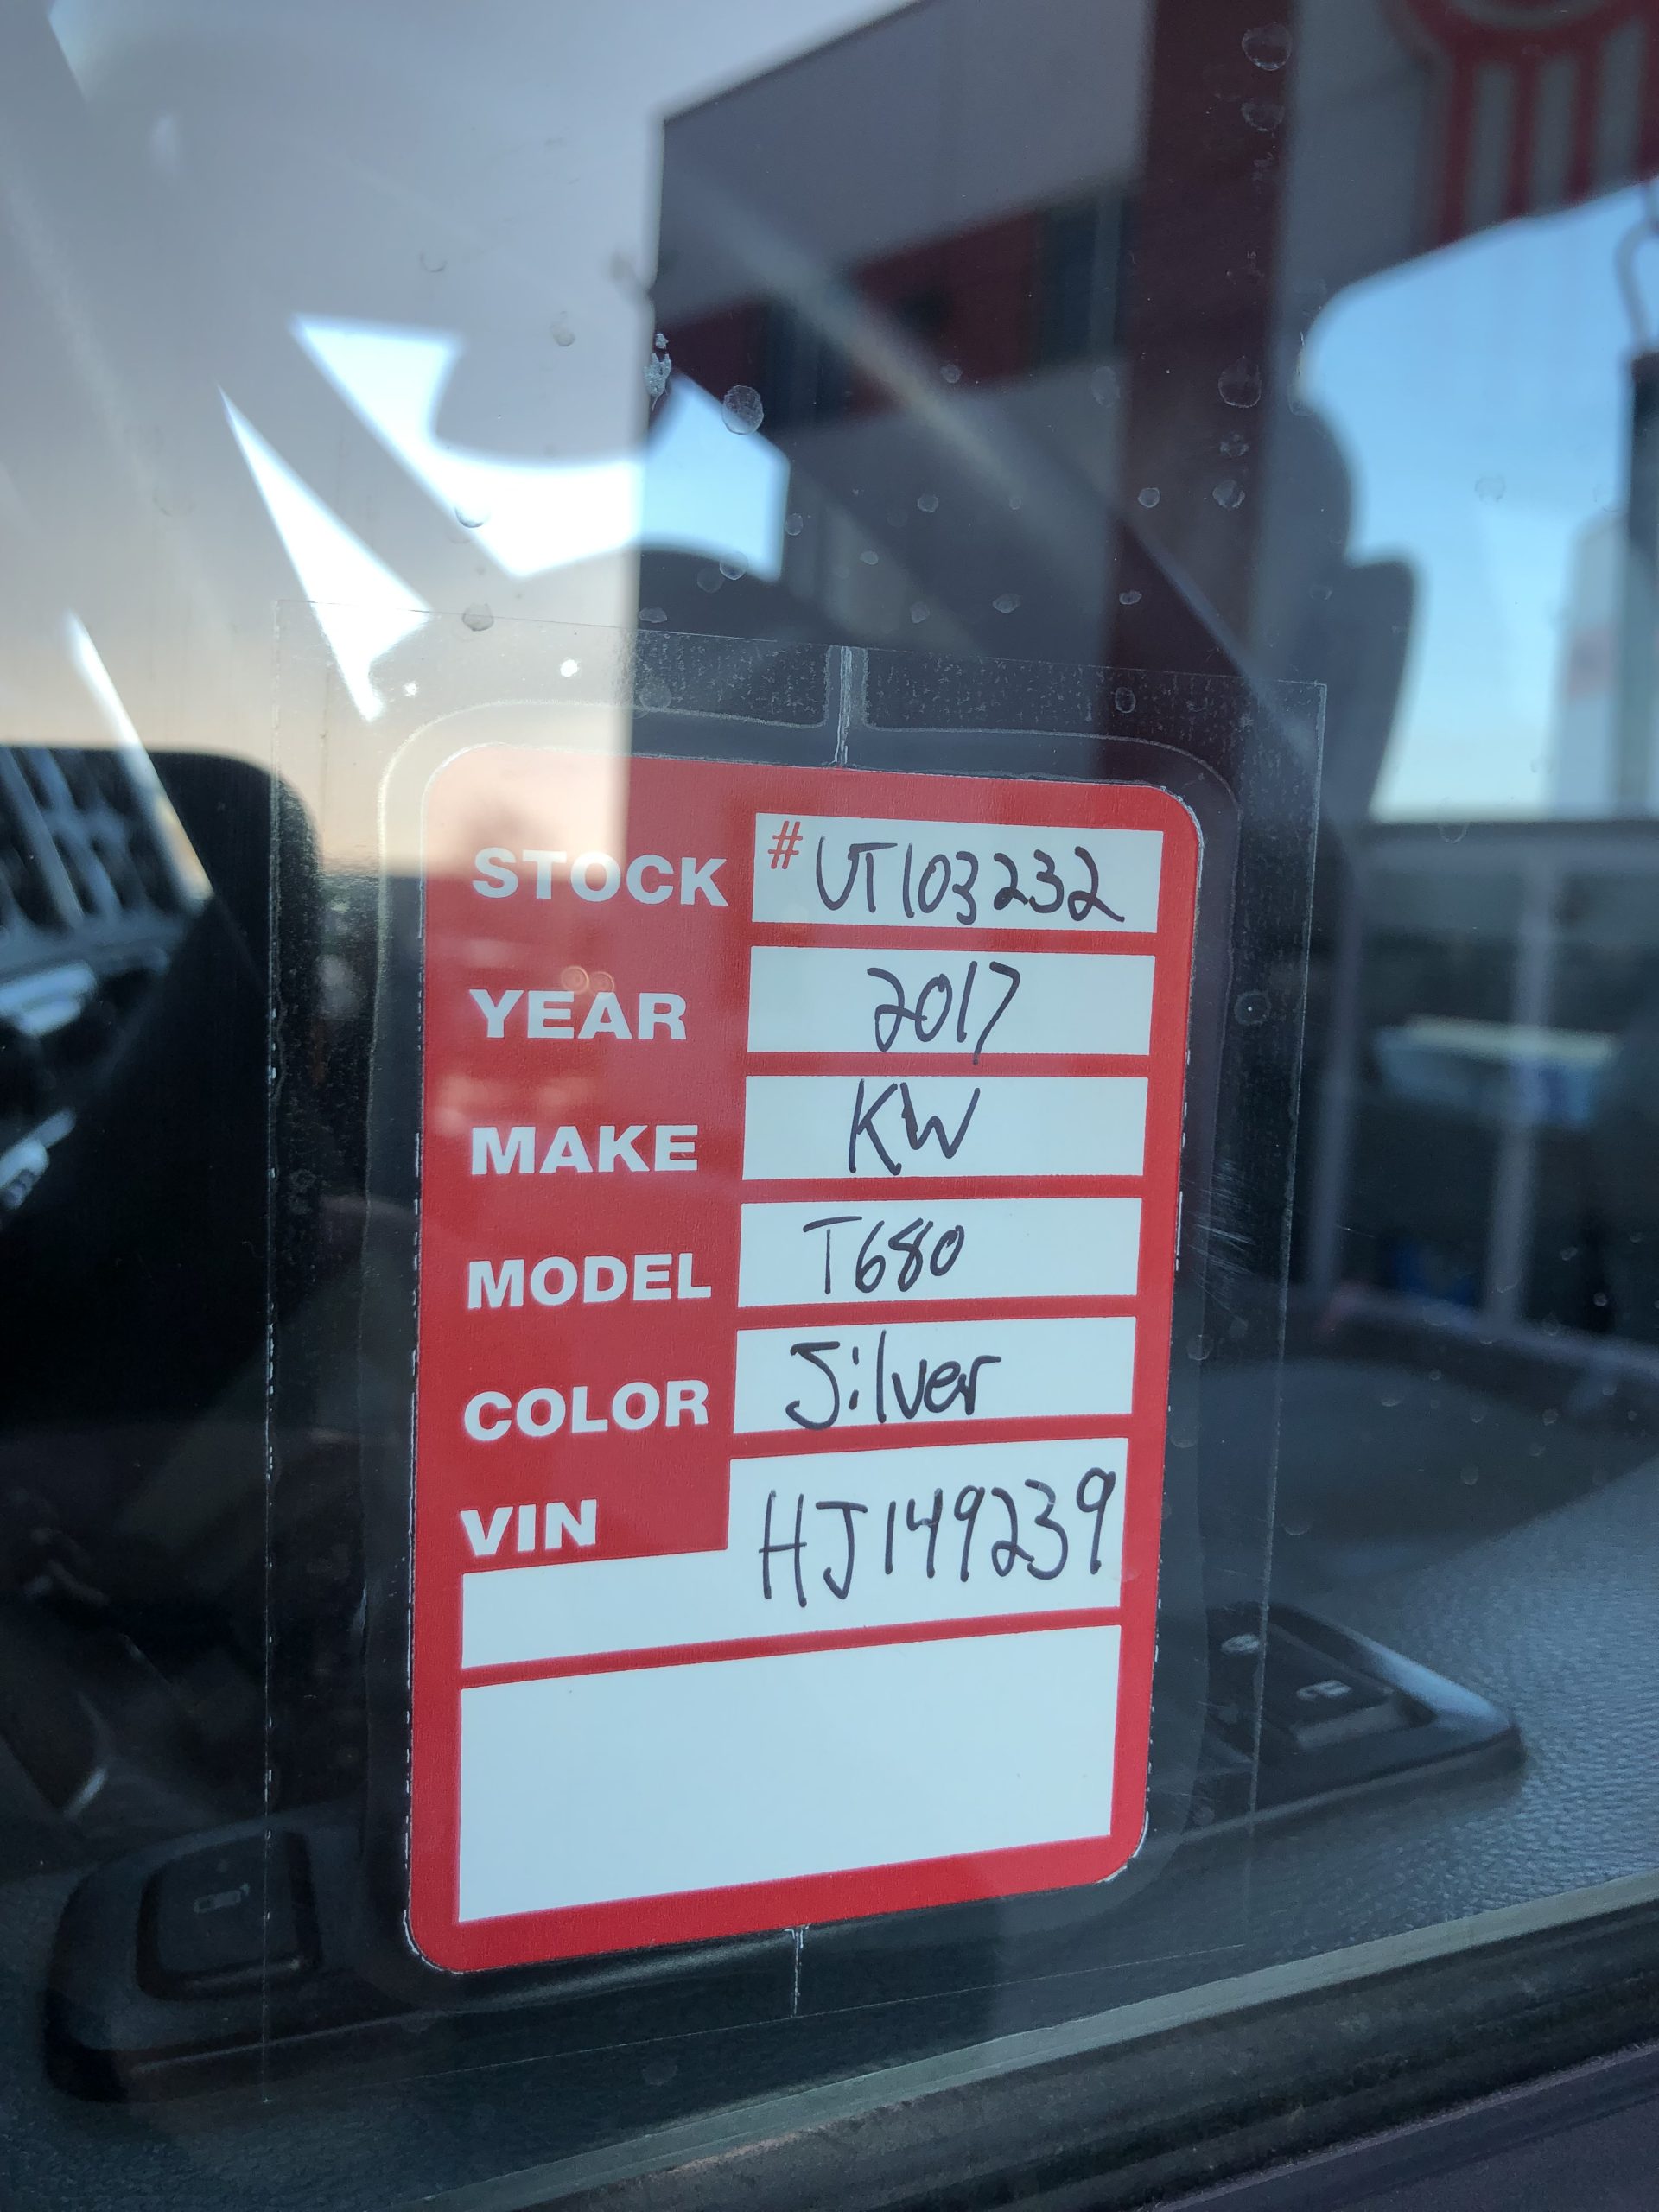 STOCK #UT103232
YEAR 2017
MAKE KW
MODEL T680
COLOR Silver
VIN HJ149239